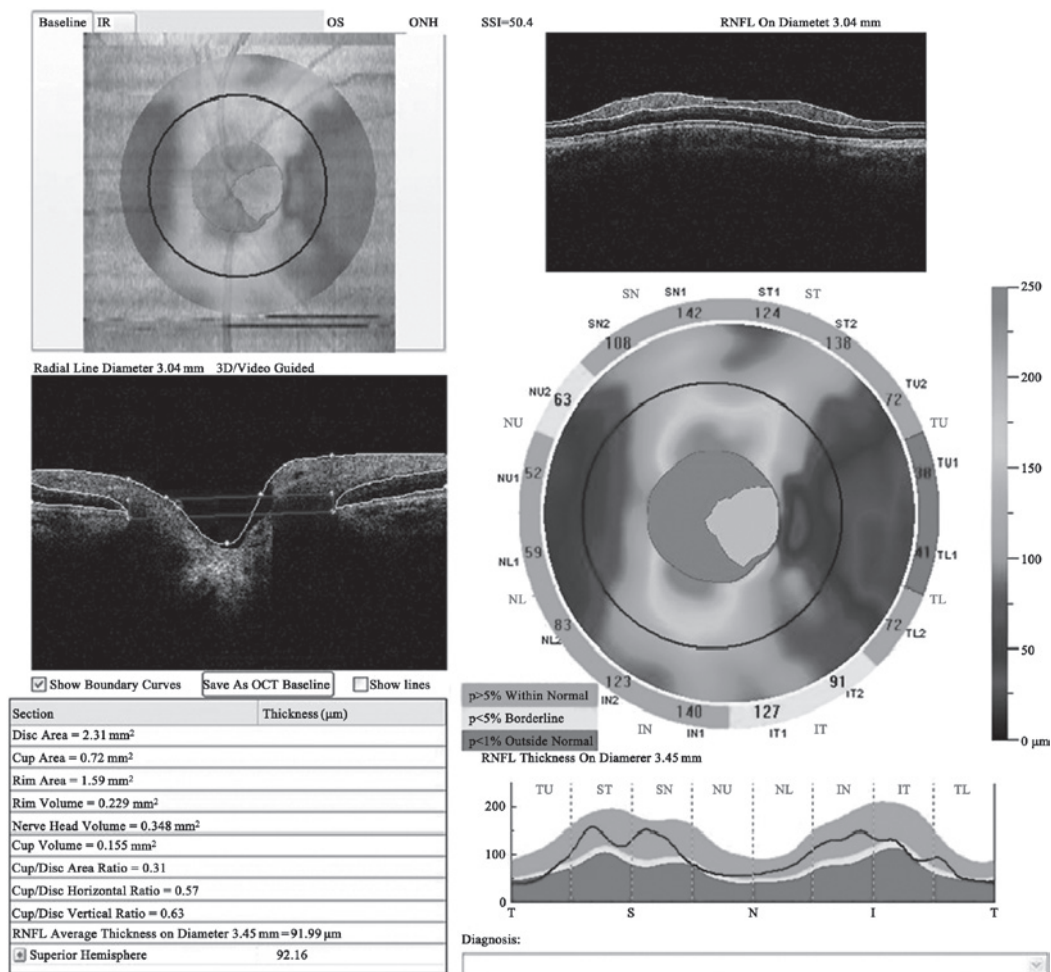 Baseline IR OS ONH
SSI=50.4 RNFL On Diametet 3.04 mm
Radial Line Diameter 3.04 mm 3D/Video Guided
Show Boundary Curves Save As OCT Baseline Show lines
Section Thickness (μm)
Disc Area = 2.31 mm²
Cup Area = 0.72 mm²
Rim Area = 1.59 mm²
Rim Volume = 0.229 mm²
Nerve Head Volume = 0.348 mm²
Cup Volume = 0.155 mm²
Cup/Disc Area Ratio = 0.31
Cup/Disc Horizontal Ratio = 0.57
Cup/Disc Vertical Ratio = 0.63
RNFL Average Thickness on Diameter 3.45 mm=91.99 μm
Superior Hemisphere 92.16
SN SN1 ST1 ST
142 124
SN2 ST2
108 138
NU2 TU2
63 72
NU TU
NU1 TU1
52 38
NL1 TL1
59 41
NL TL
NL2 TL2
83 72
IN2 IT2
123 91
IN IN1 IT1 IT
140 127
250
200
150
100
50
0 μm
p>5% Within Normal
p<5% Borderline
p<1% Outside Normal
RNFL Thickness On Diamerer 3.45 mm
TU ST SN NU NL IN IT TL
200
100
0
T S N I T
Diagnosis: